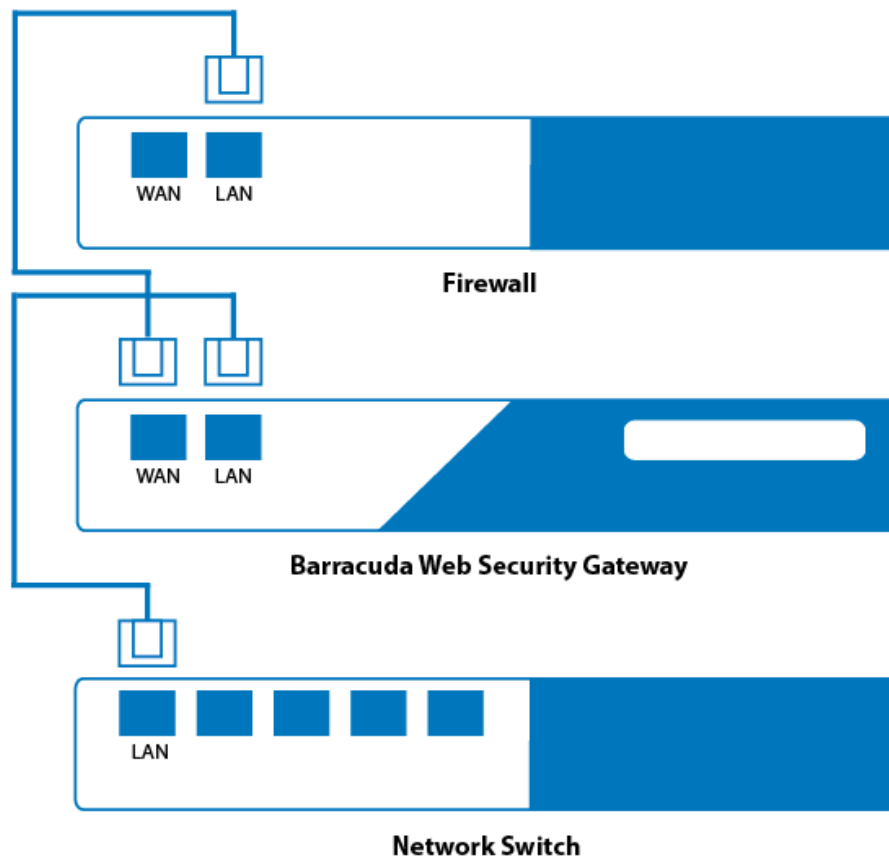 WAN LAN
Firewall
WAN LAN
Barracuda Web Security Gateway
LAN
Network Switch